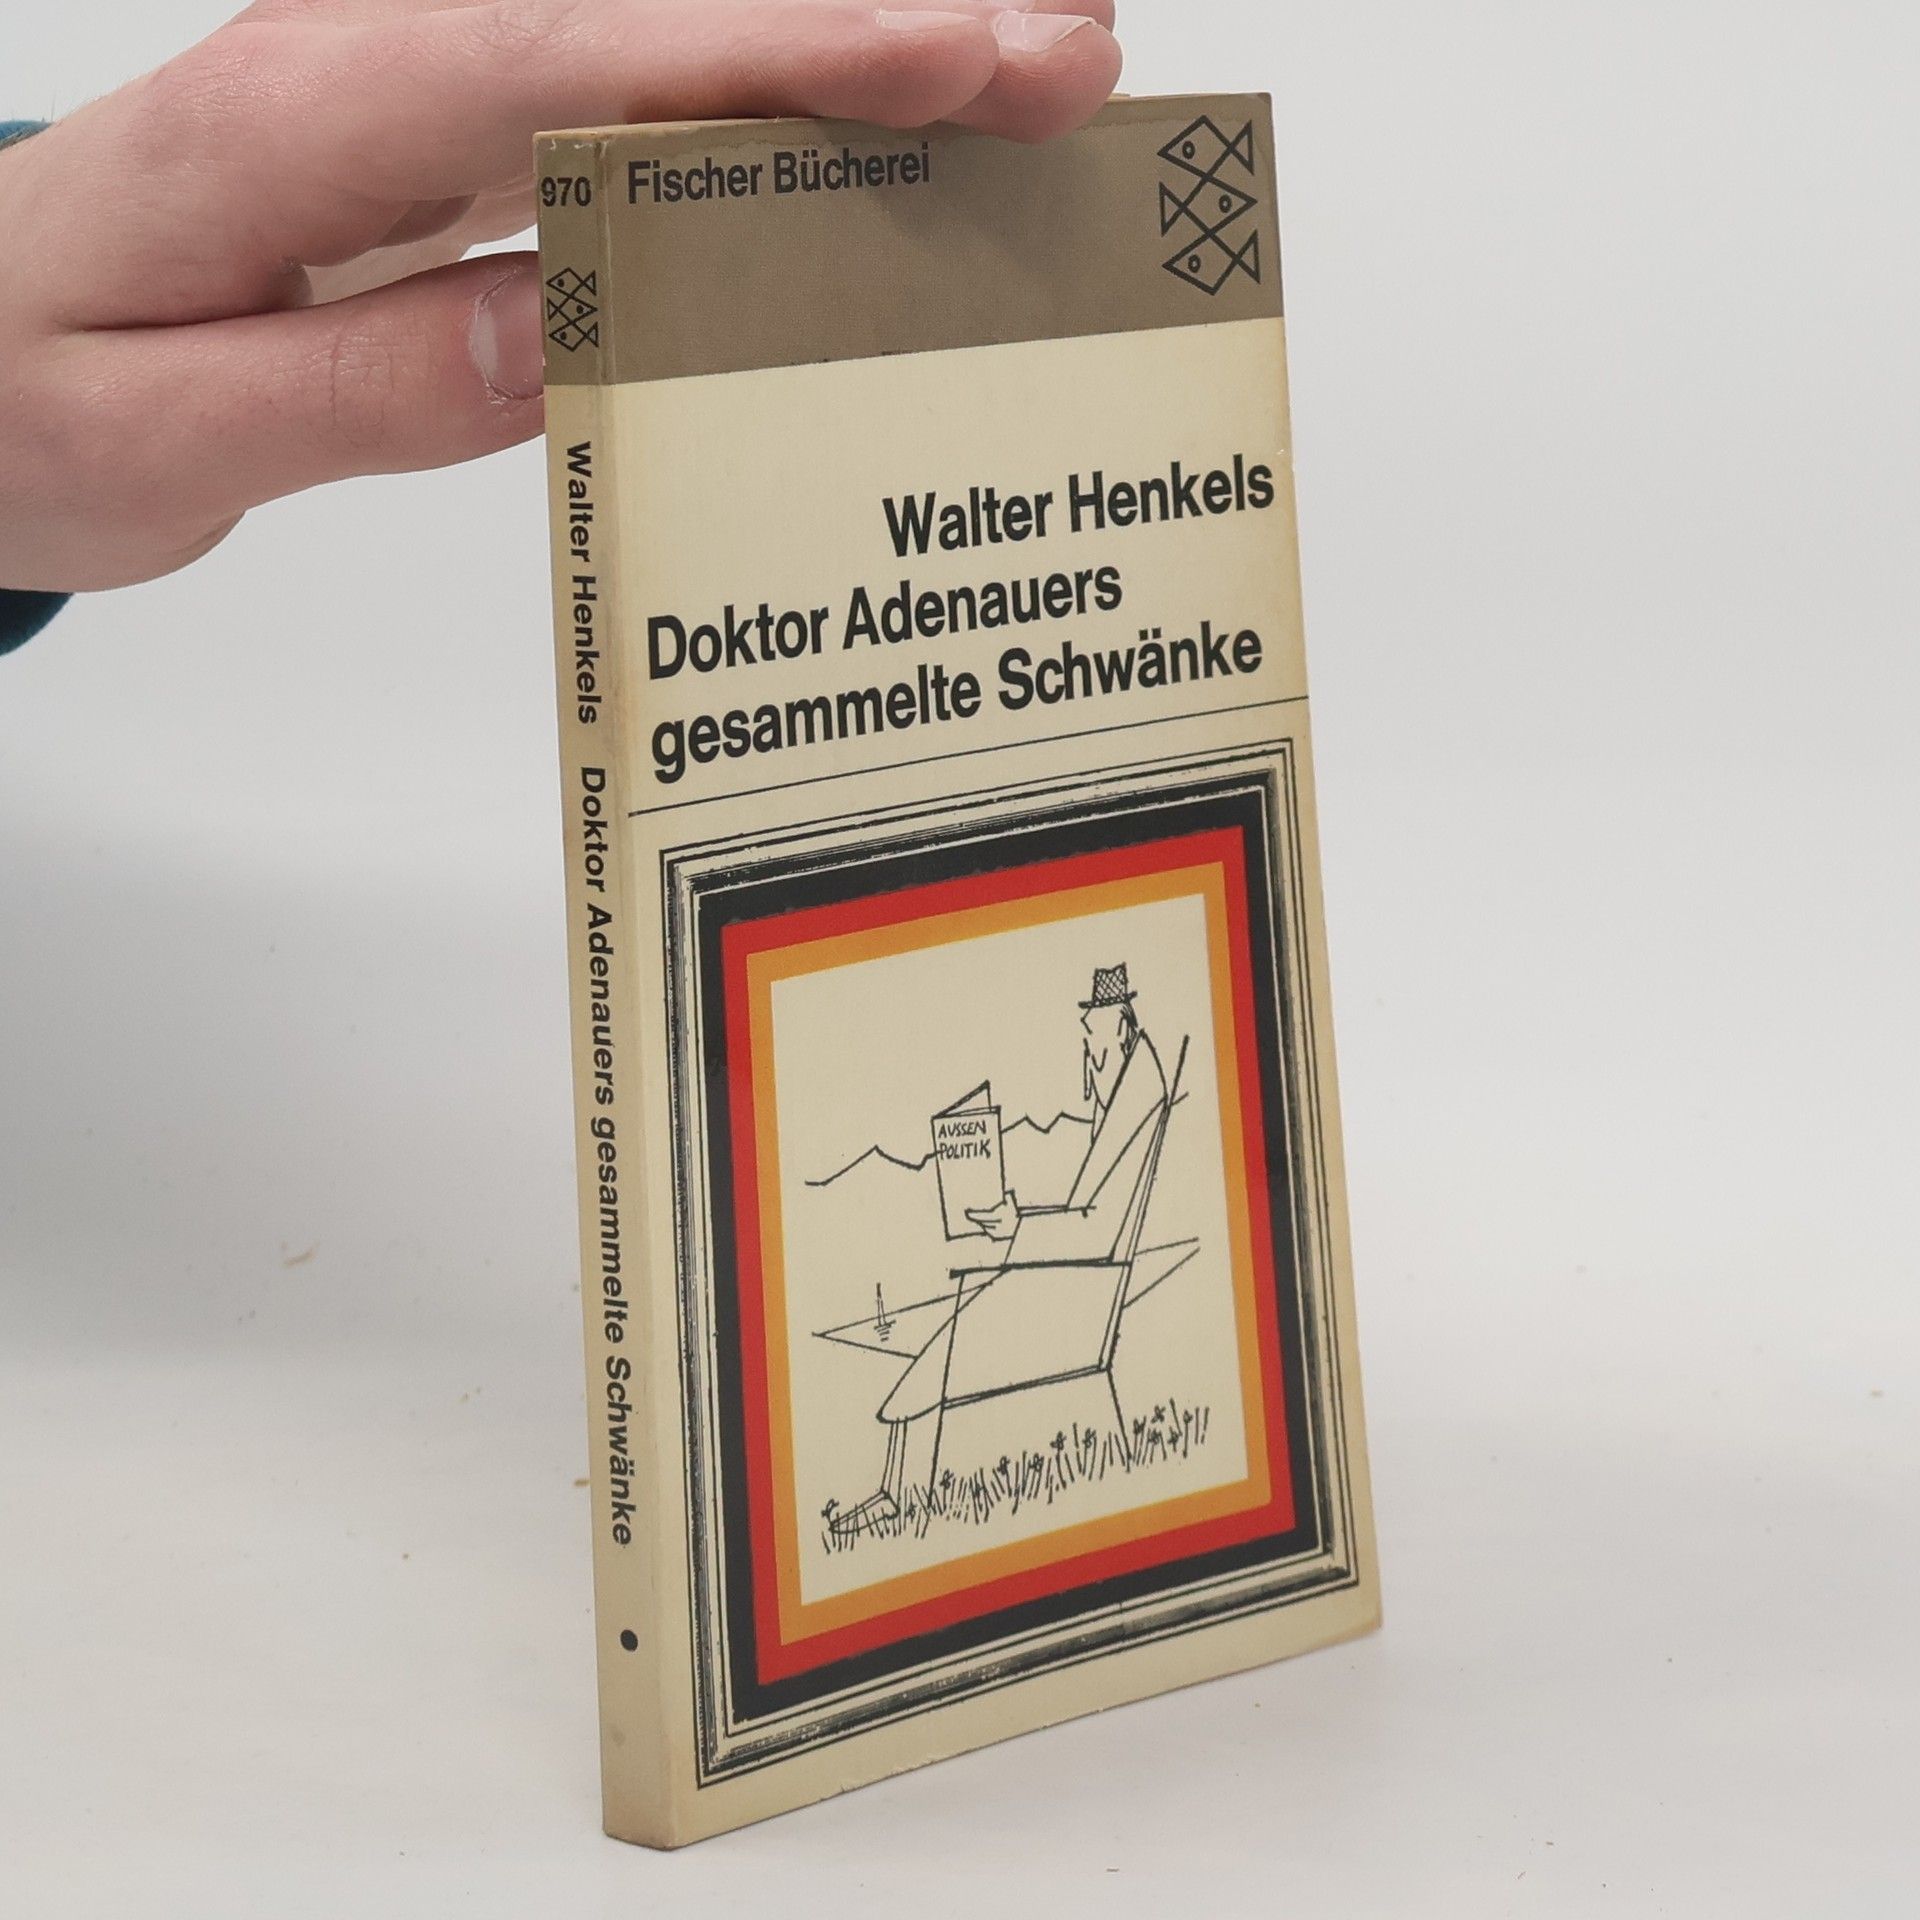 970
Fischer Bücherei
Walter Henkels
Doktor Adenauers
gesammelte Schwänke
Walter Henkels Doktor Adenauers gesammelte Schwänke
AUSSEN
POLITIK